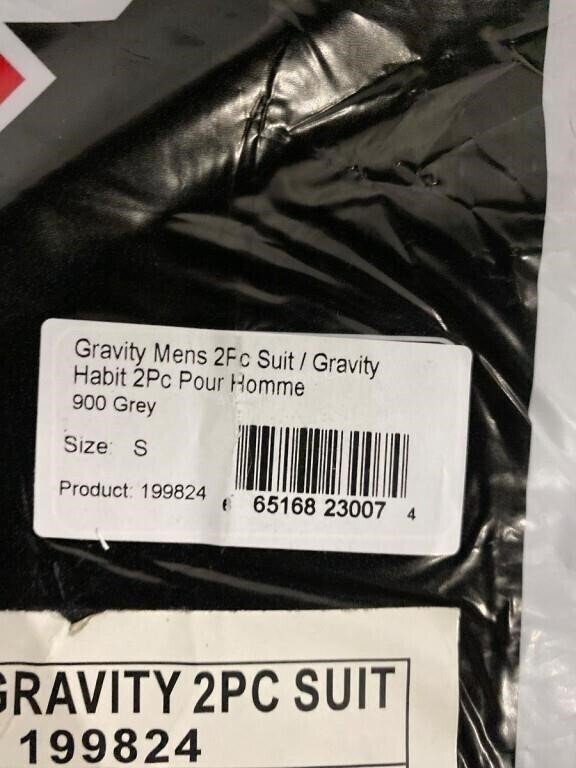 Gravity Mens 2Pc Suit / Gravity
Habit 2Pc Pour Homme
900 Grey
Size: S
Product: 199824
6 65168 23007 4
GRAVITY 2PC SUIT
199824